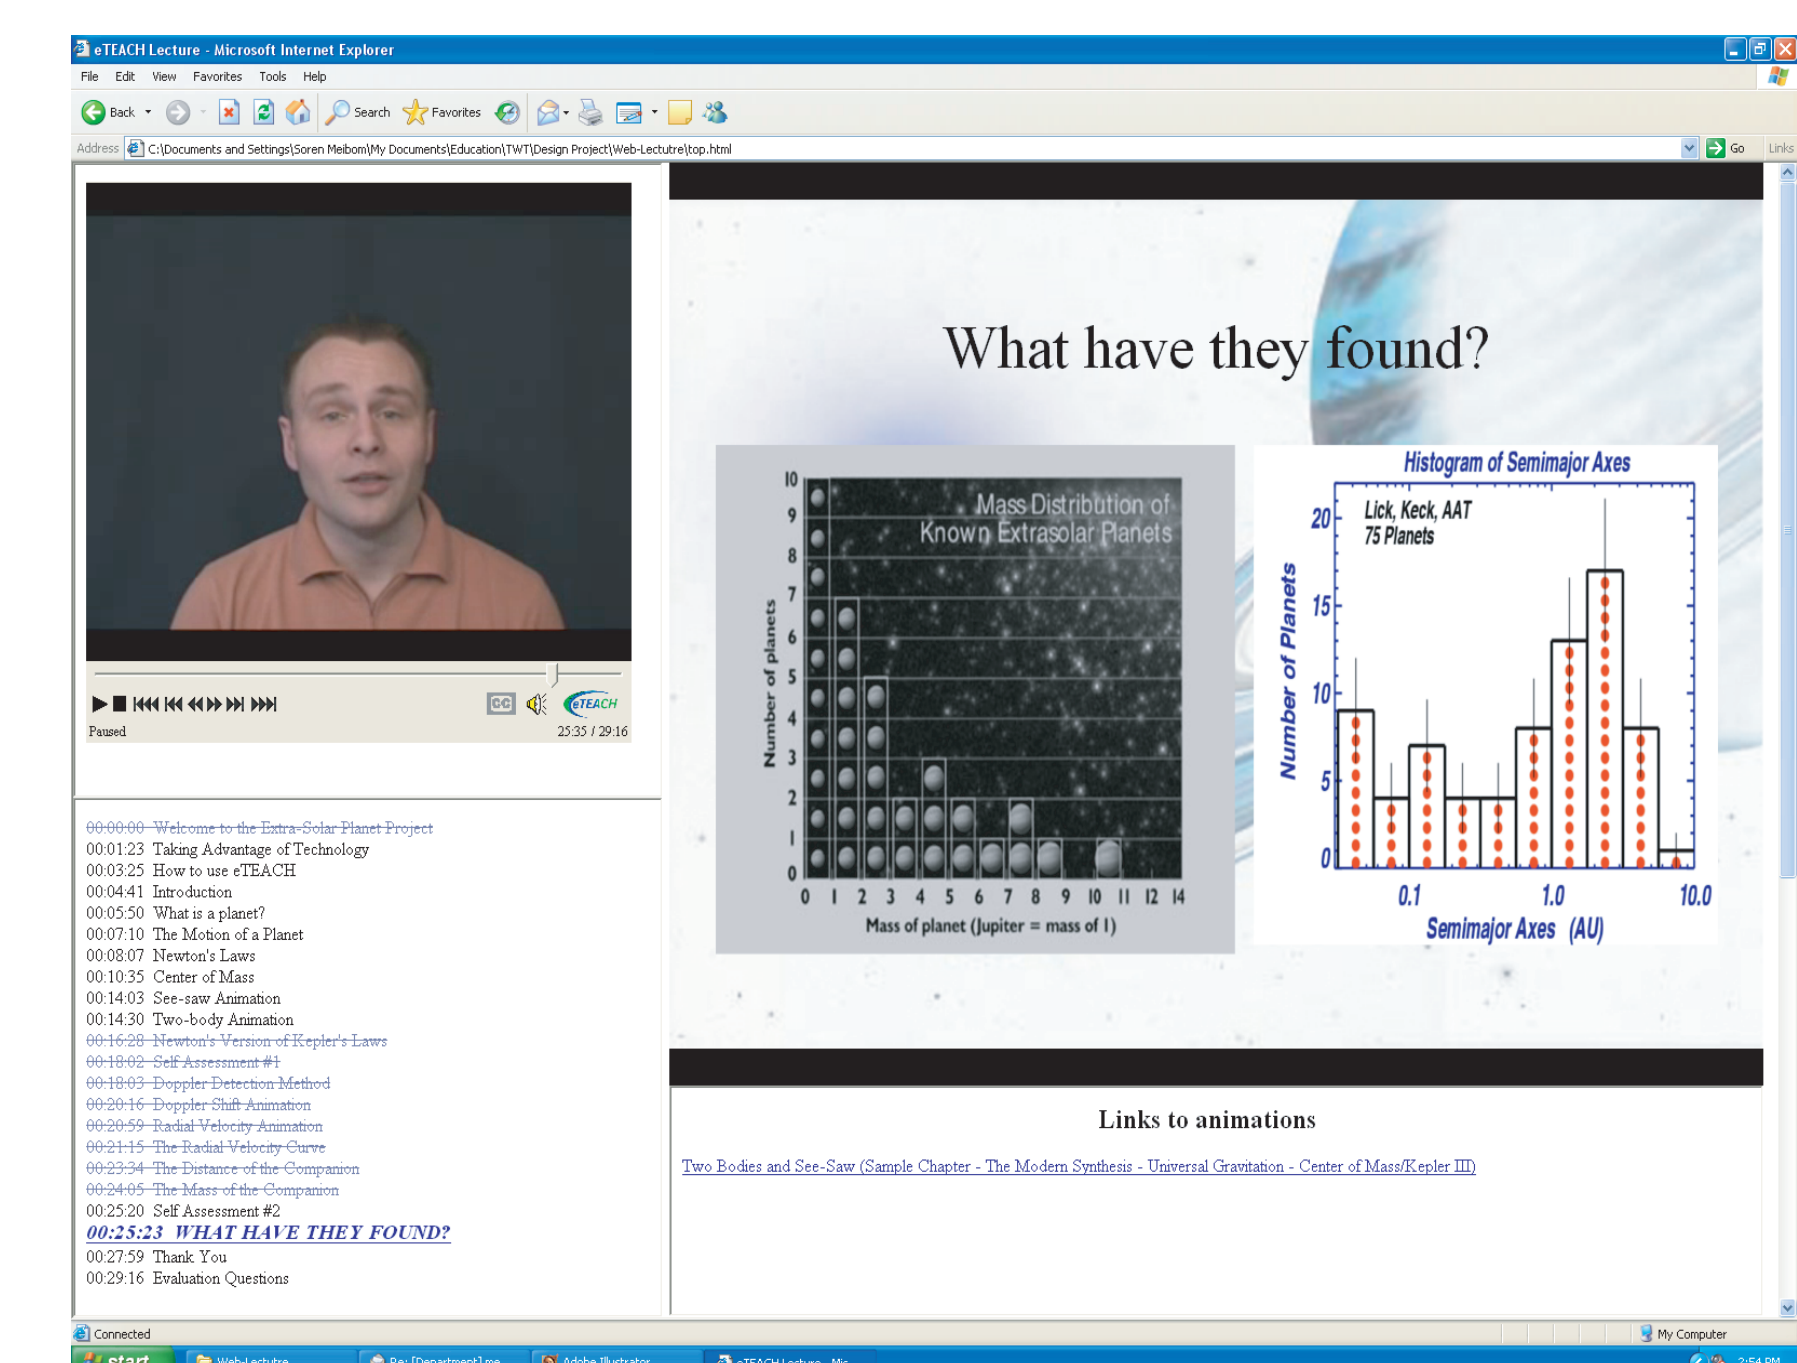 eTEACH Lecture - Microsoft Internet Explorer
File Edit View Favorites Tools Help
Back Search Favorites
Address C:\Documents and Settings\Soren Meibom\My Documents\Education\TWT\Design Project\Web-Lectutre\top.html Go Links
CC eTEACH
Paused 25:35 / 29:16
00:00:00 Welcome to the Extra-Solar Planet Project
00:01:23 Taking Advantage of Technology
00:03:25 How to use eTEACH
00:04:41 Introduction
00:05:50 What is a planet?
00:07:10 The Motion of a Planet
00:08:07 Newton's Laws
00:10:35 Center of Mass
00:14:03 See-saw Animation
00:14:30 Two-body Animation
00:16:28 Newton's Version of Kepler's Laws
00:18:02 Self Assessment #1
00:18:03 Doppler Detection Method
00:20:16 Doppler Shift Animation
00:20:59 Radial Velocity Animation
00:21:15 The Radial Velocity Curve
00:23:34 The Distance of the Companion
00:24:05 The Mass of the Companion
00:25:20 Self Assessment #2
00:25:23 WHAT HAVE THEY FOUND?
00:27:59 Thank You
00:29:16 Evaluation Questions
What have they found?
Mass Distribution of
Known Extrasolar Planets
Number of planets
10
9
8
7
6
5
4
3
2
1
0
0 1 2 3 4 5 6 7 8 9 10 11 12 14
Mass of planet (Jupiter = mass of 1)
Histogram of Semimajor Axes
Lick, Keck, AAT
75 Planets
Number of Planets
20
15
10
5
0
0.1 1.0 10.0
Semimajor Axes (AU)
Links to animations
Two Bodies and See-Saw (Sample Chapter - The Modern Synthesis - Universal Gravitation - Center of Mass/Kepler III)
Connected My Computer
start Web-Lectutre Re: [Department] me... Adobe Illustrator eTEACH Lecture - Mic... 2:54 PM